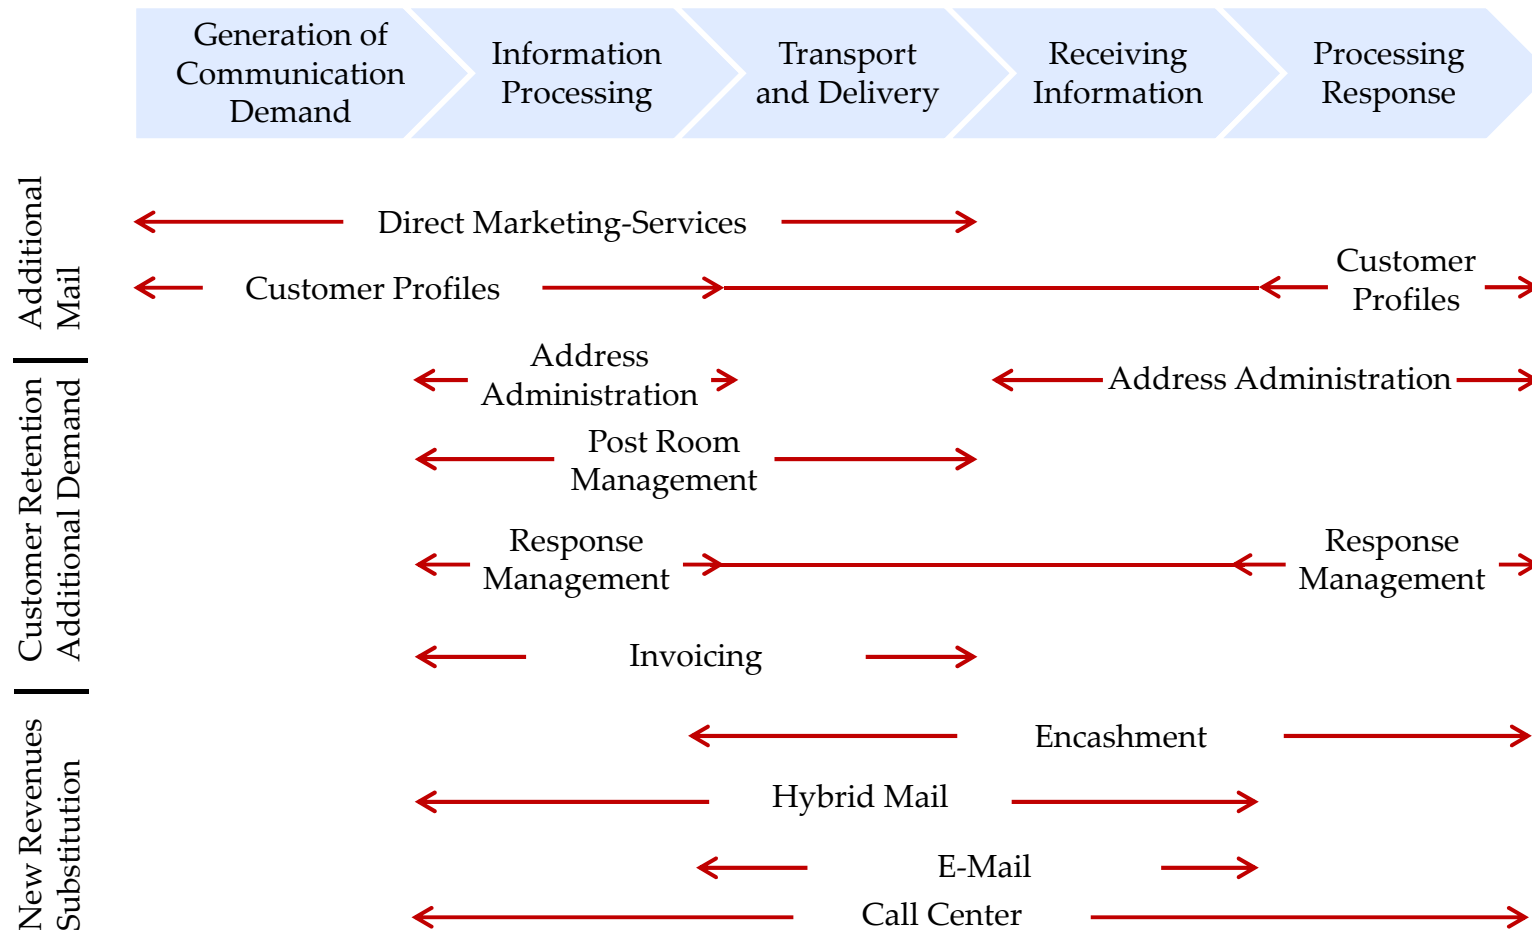 Generation of
Communication
Demand
Information
Processing
Transport
and Delivery
Receiving
Information
Processing
Response
Additional
Mail
Direct Marketing-Services
Customer Profiles
Customer
Profiles
Customer Retention
Additional Demand
Address
Administration
Address Administration
Post Room
Management
Response
Management
Response
Management
Invoicing
New Revenues
Substitution
Encashment
Hybrid Mail
E-Mail
Call Center